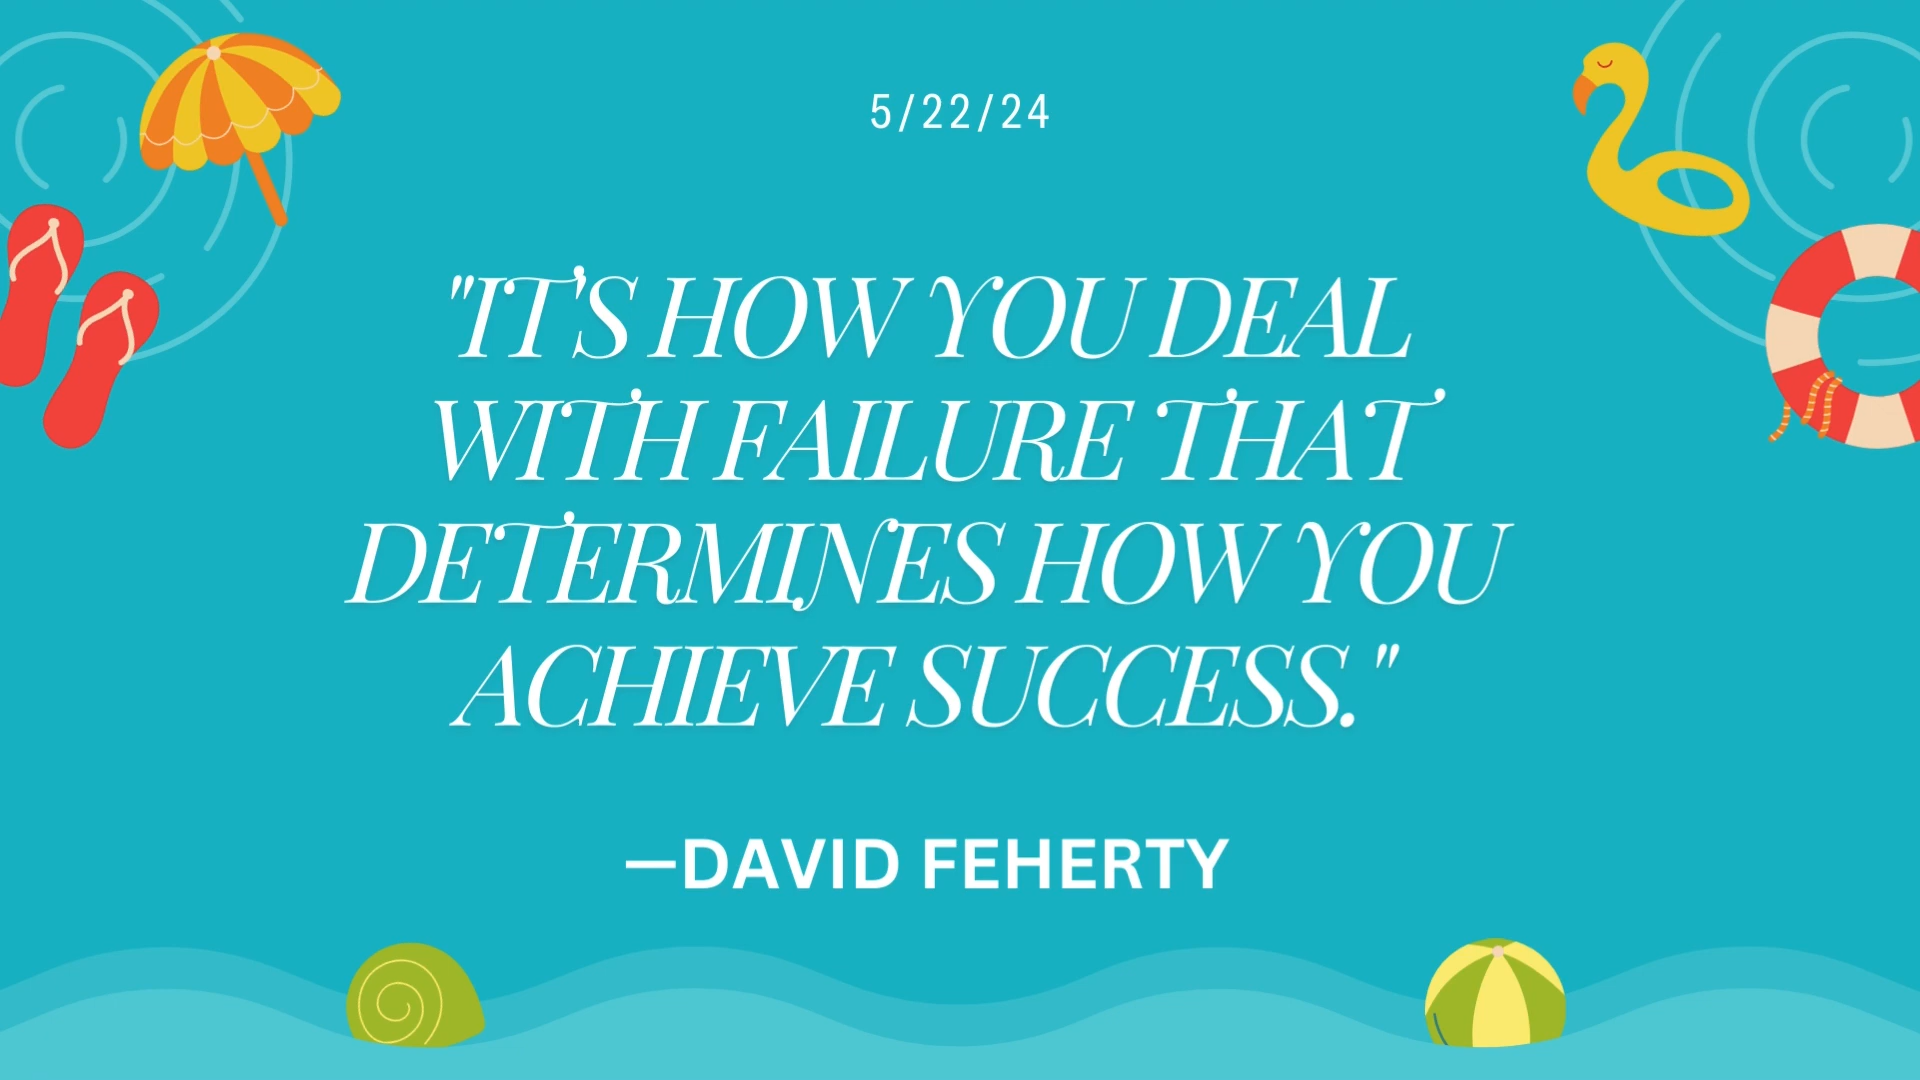 5/22/24
"IT'S HOW YOU DEAL
WITH FAILURE THAT
DETERMINES HOW YOU
ACHIEVE SUCCESS."
—DAVID FEHERTY